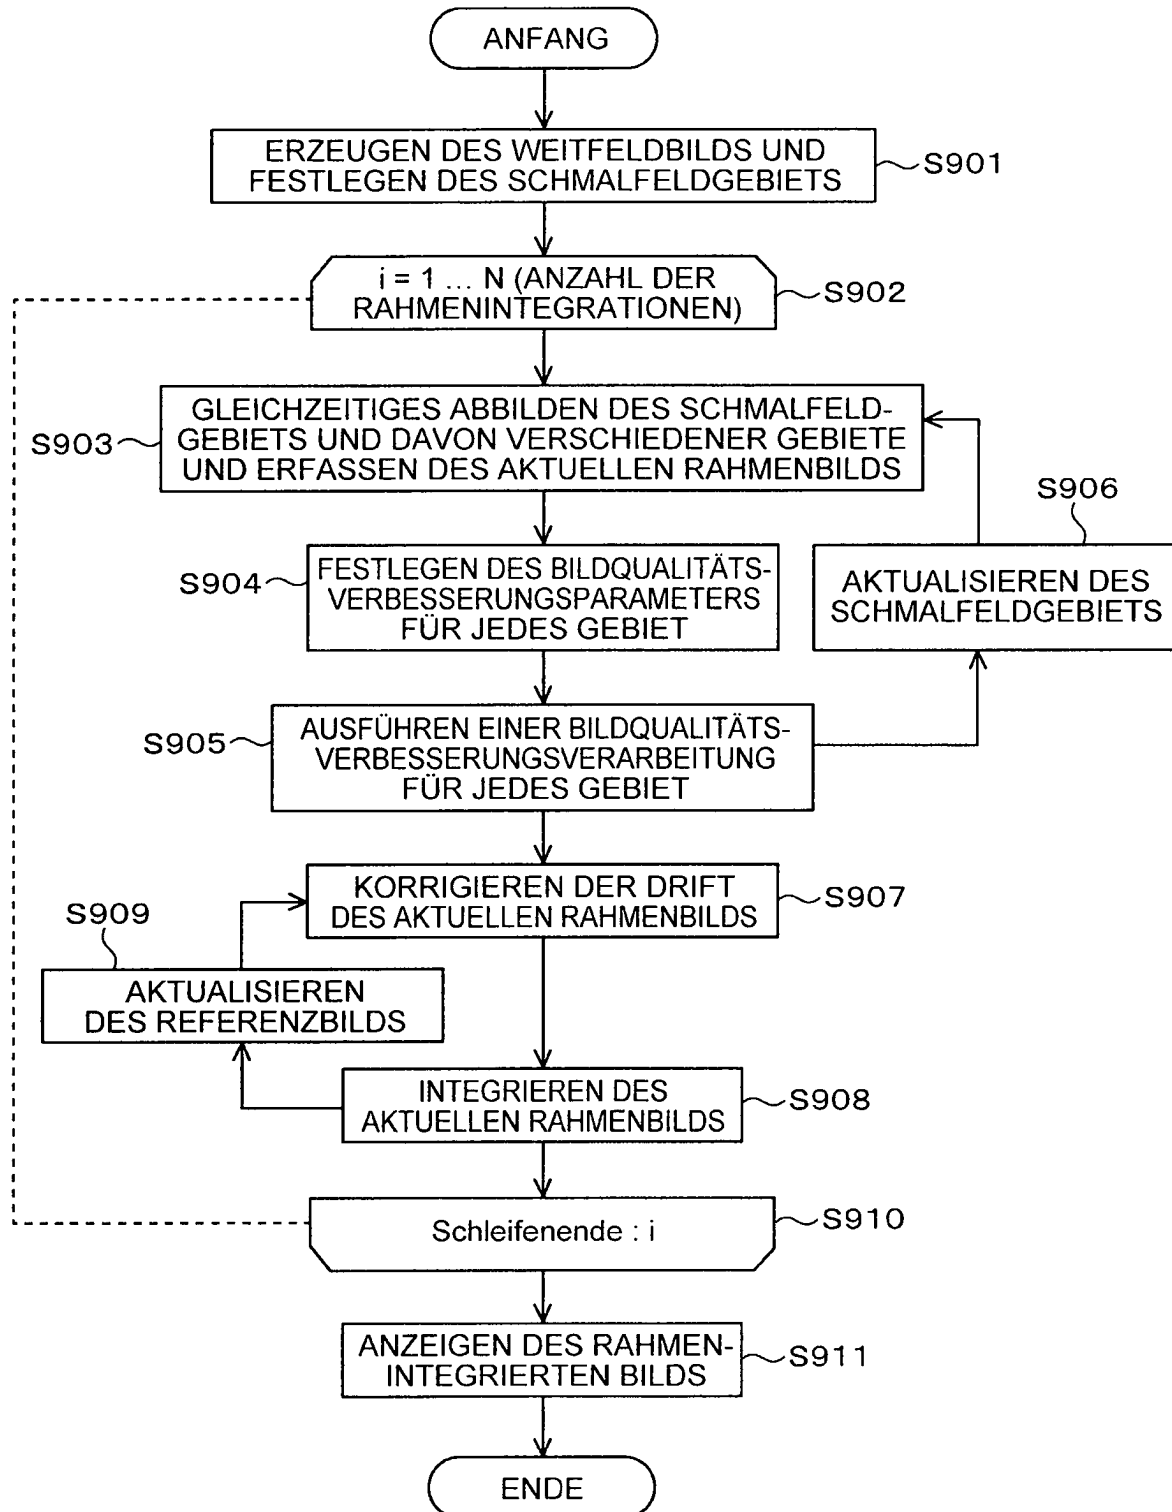 ANFANG
ERZEUGEN DES WEITFELDBILDS UND
FESTLEGEN DES SCHMALFELDGEBIETS
S901
i = 1 ... N (ANZAHL DER
RAHMENINTEGRATIONEN)
S902
GLEICHZEITIGES ABBILDEN DES SCHMALFELD-
GEBIETS UND DAVON VERSCHIEDENER GEBIETE
UND ERFASSEN DES AKTUELLEN RAHMENBILDS
S903
FESTLEGEN DES BILDQUALITÄTS-
VERBESSERUNGSPARAMETERS
FÜR JEDES GEBIET
S904
S906
AKTUALISIEREN DES
SCHMALFELDGEBIETS
S905
AUSFÜHREN EINER BILDQUALITÄTS-
VERBESSERUNGSVERARBEITUNG
FÜR JEDES GEBIET
KORRIGIEREN DER DRIFT
DES AKTUELLEN RAHMENBILDS
S907
S909
AKTUALISIEREN
DES REFERENZBILDS
INTEGRIEREN DES
AKTUELLEN RAHMENBILDS
S908
Schleifenende : i
S910
ANZEIGEN DES RAHMEN-
INTEGRIERTEN BILDS
S911
ENDE